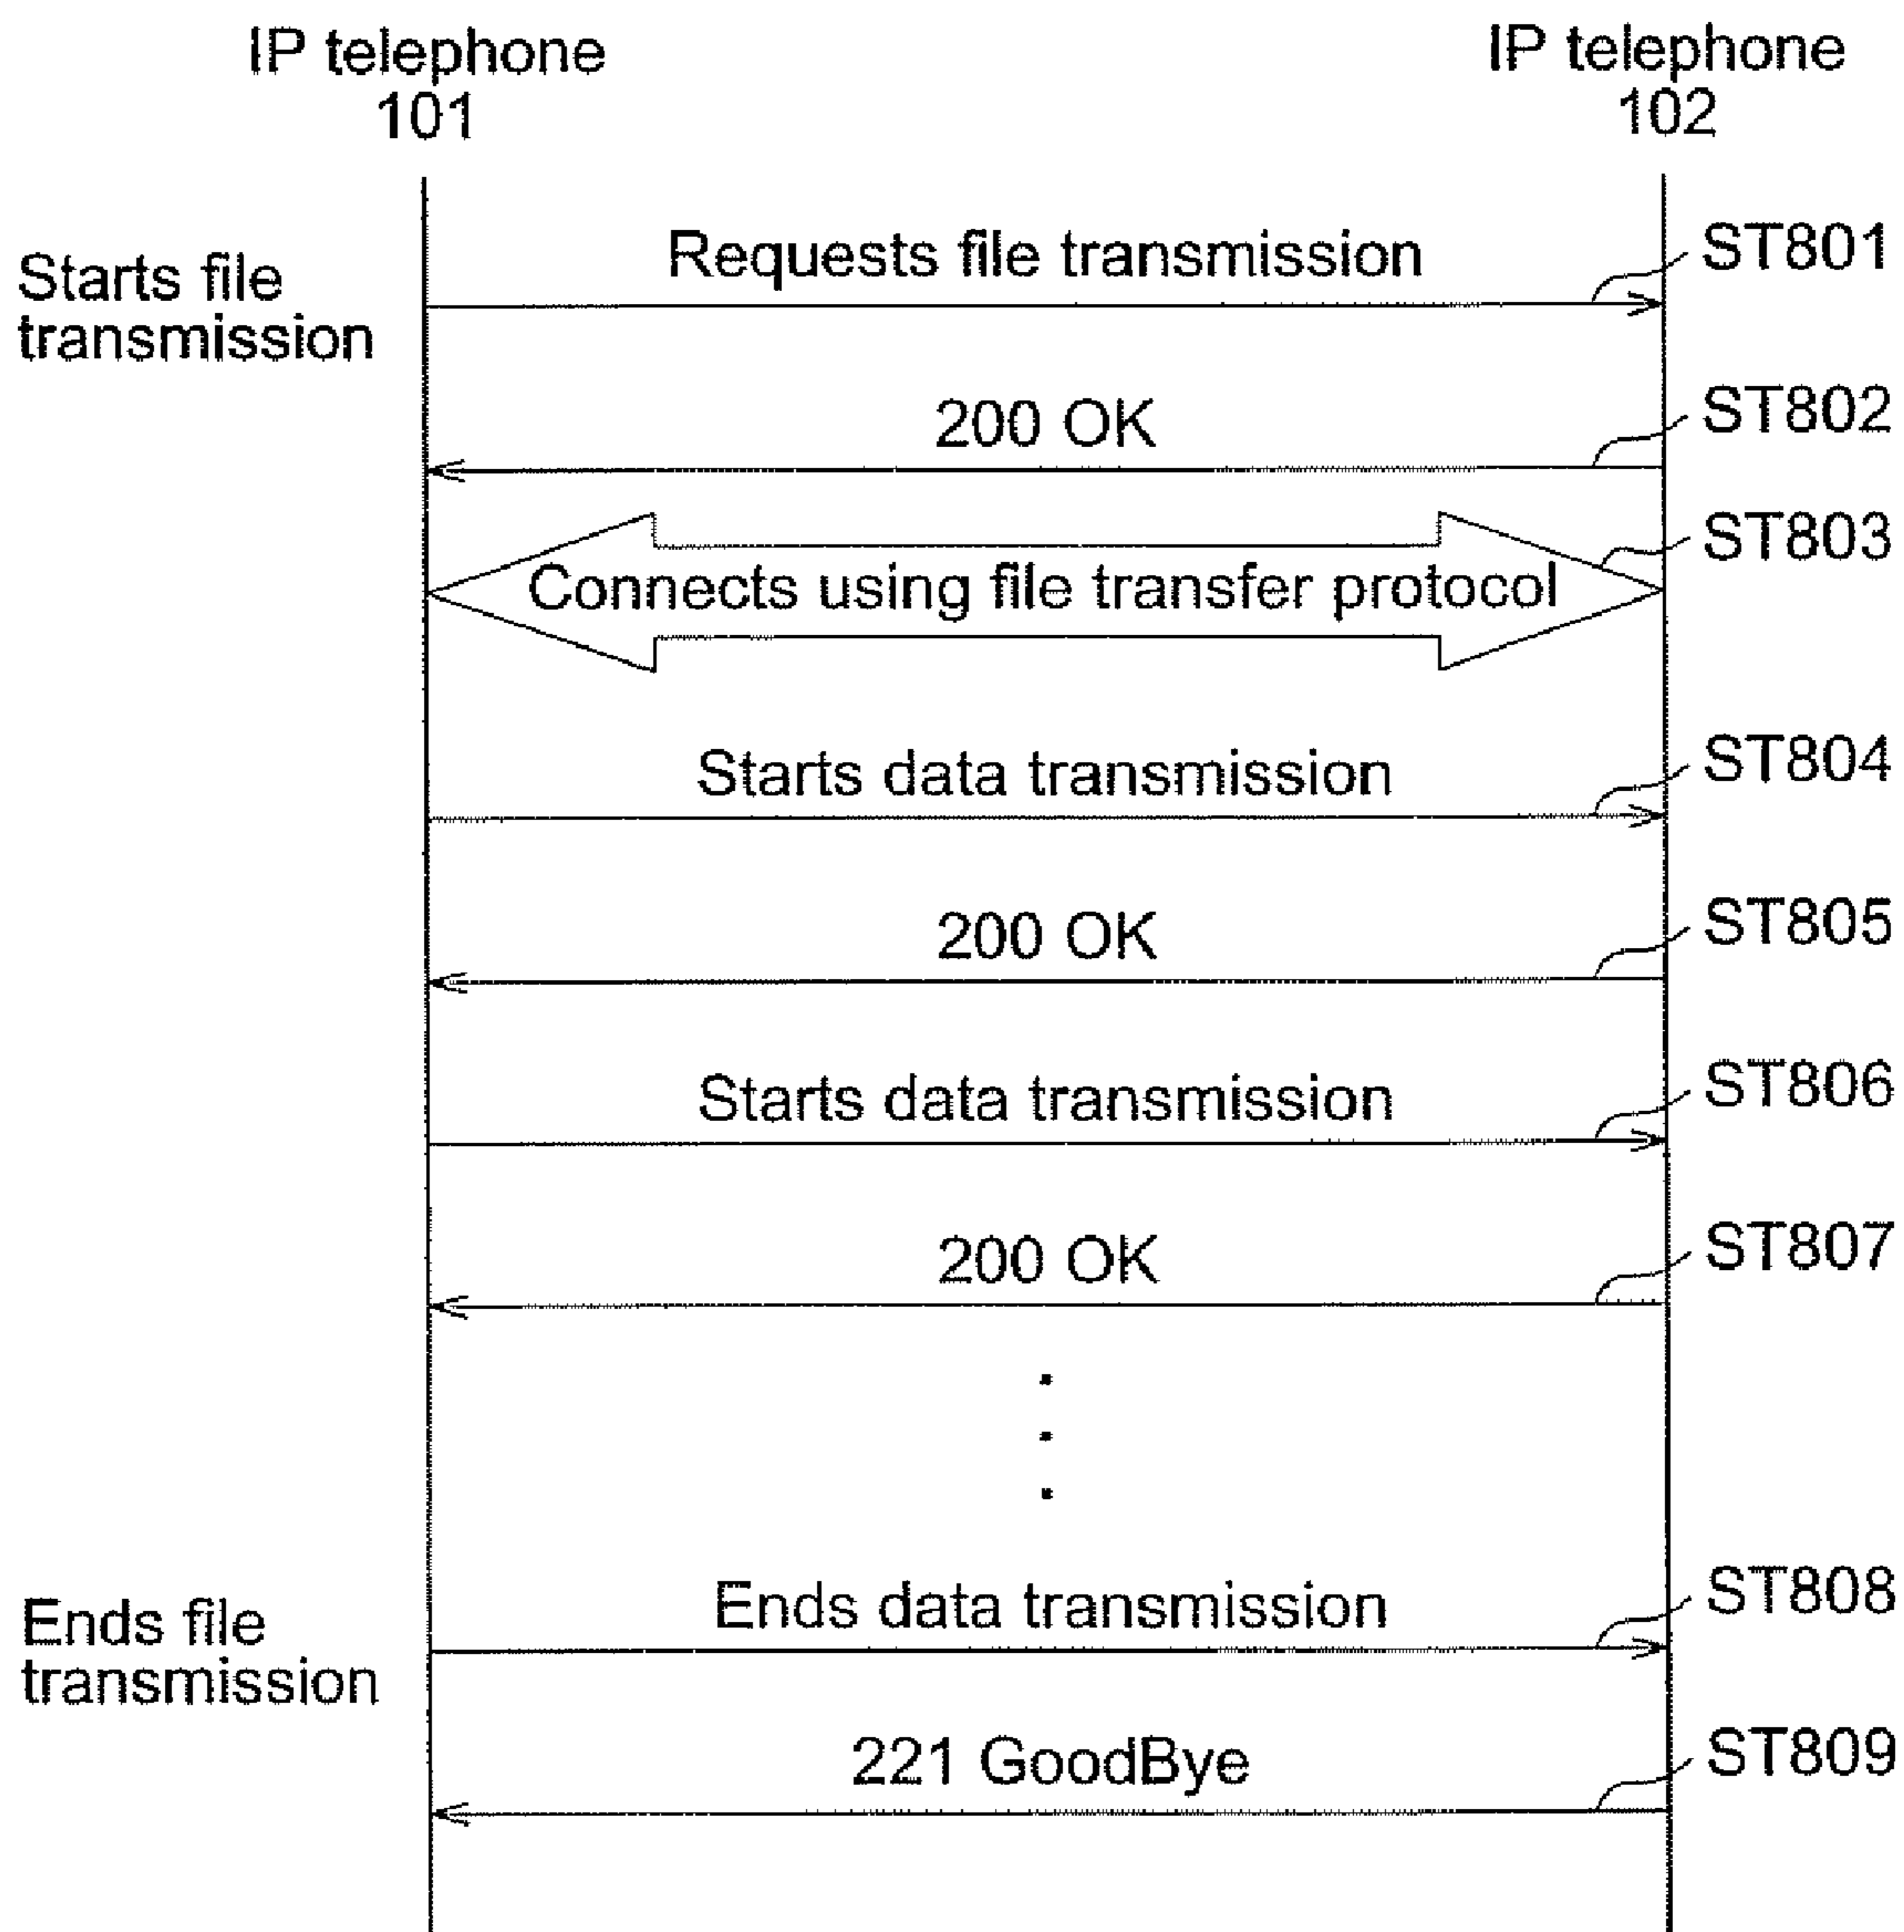 IP telephone
101
IP telephone
102
Starts file
transmission
Requests file transmission
ST801
200 OK
ST802
Connects using file transfer protocol
ST803
Starts data transmission
ST804
200 OK
ST805
Starts data transmission
ST806
200 OK
ST807
Ends file
transmission
Ends data transmission
ST808
221 GoodBye
ST809